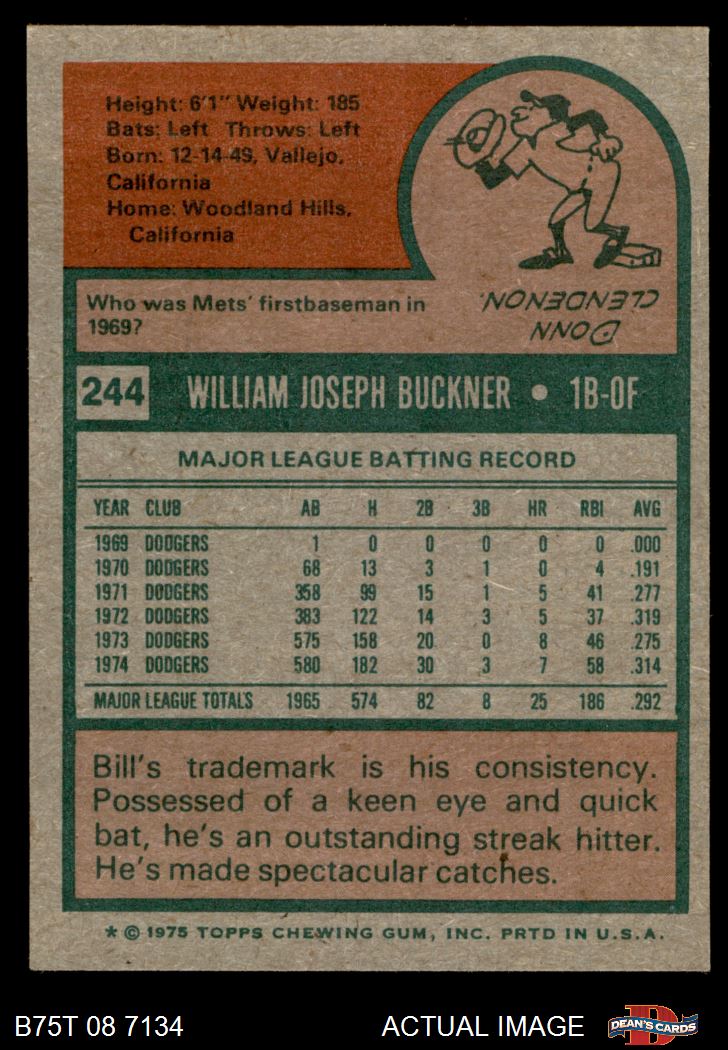 Height: 6'1" Weight: 185
Bats: Left Throws: Left
Born: 12-14-49, Vallejo,
California
Home: Woodland Hills,
California
Who was Mets' firstbaseman in
1969?
DONN
CLENDENON.
244 WILLIAM JOSEPH BUCKNER • 1B-OF
MAJOR LEAGUE BATTING RECORD
YEAR CLUB AB H 2B 3B HR RBI AVG
1969 DODGERS 1 0 0 0 0 0 .000
1970 DODGERS 68 13 3 1 0 4 .191
1971 DODGERS 358 99 15 1 5 41 .277
1972 DODGERS 383 122 14 3 5 37 .319
1973 DODGERS 575 158 20 0 8 46 .275
1974 DODGERS 580 182 30 3 7 58 .314
MAJOR LEAGUE TOTALS 1965 574 82 8 25 186 .292
Bill's trademark is his consistency.
Possessed of a keen eye and quick
bat, he's an outstanding streak hitter.
He's made spectacular catches.
* © 1975 TOPPS CHEWING GUM, INC. PRTD IN U.S.A.
B75T 08 7134 ACTUAL IMAGE
D
DEAN'S CARDS